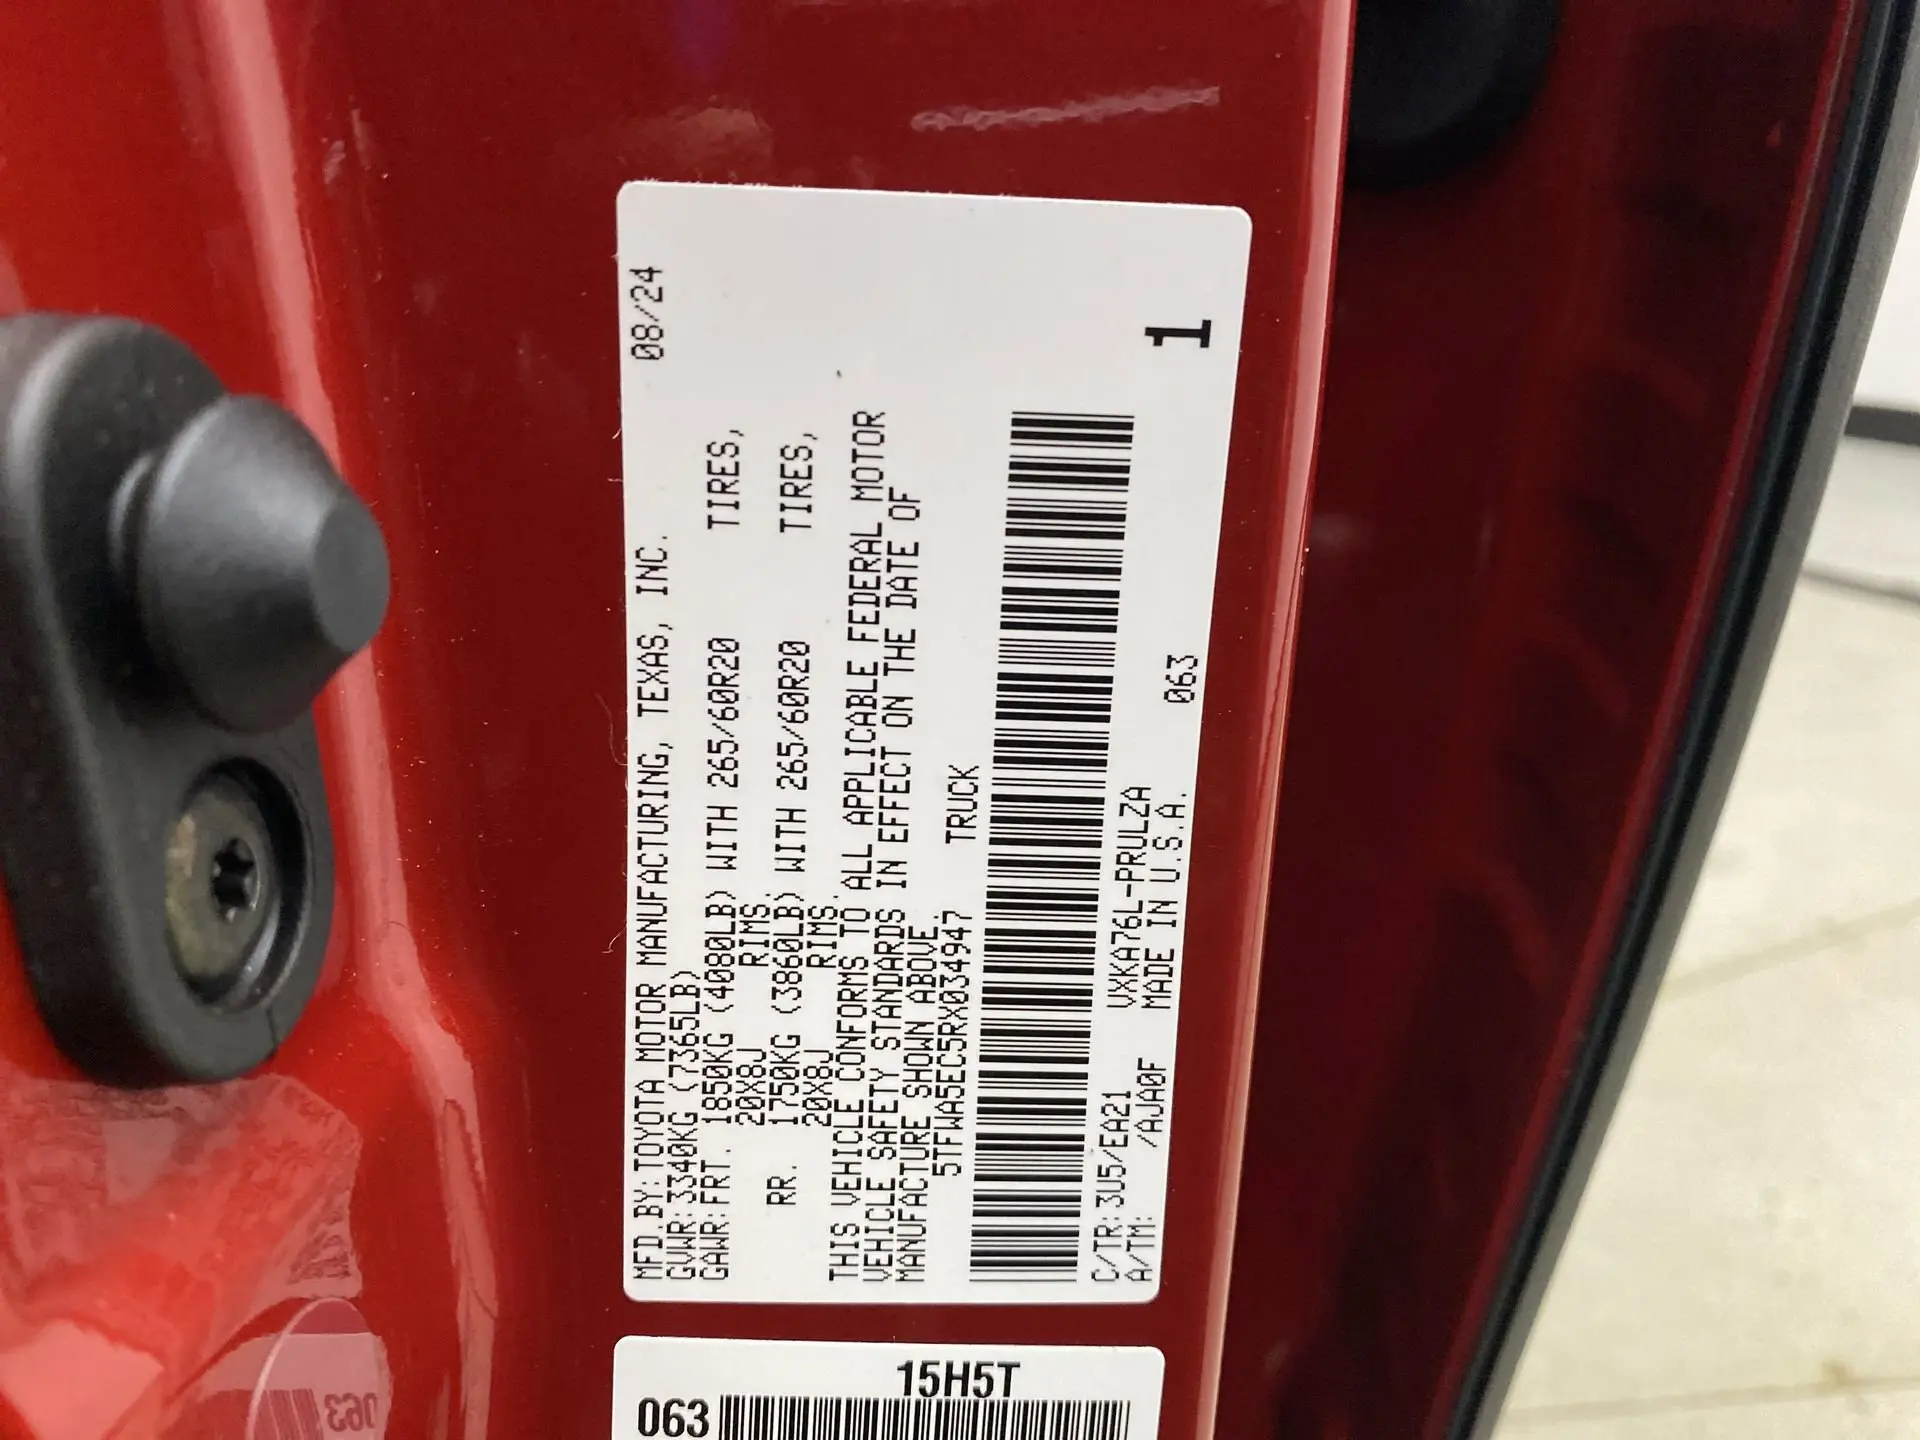 MFD.BY:TOYOTA MOTOR MANUFACTURING, TEXAS, INC. 08/24
GVWR:3340KG (7365LB)
GAWR:FRT. 1850KG (4080LB) WITH 265/60R20 TIRES,
20X8J RIMS,
RR. 1750KG (3860LB) WITH 265/60R20 TIRES,
20X8J RIMS.
THIS VEHICLE CONFORMS TO ALL APPLICABLE FEDERAL MOTOR
VEHICLE SAFETY STANDARDS IN EFFECT ON THE DATE OF
MANUFACTURE SHOWN ABOVE.
5TFWA5EC5RX034947 TRUCK
C/TR:3U5/EA21 VXKA76L-PRULZA
A/TM: /AJA0F MADE IN U.S.A. 063
1
15H5T
063
063